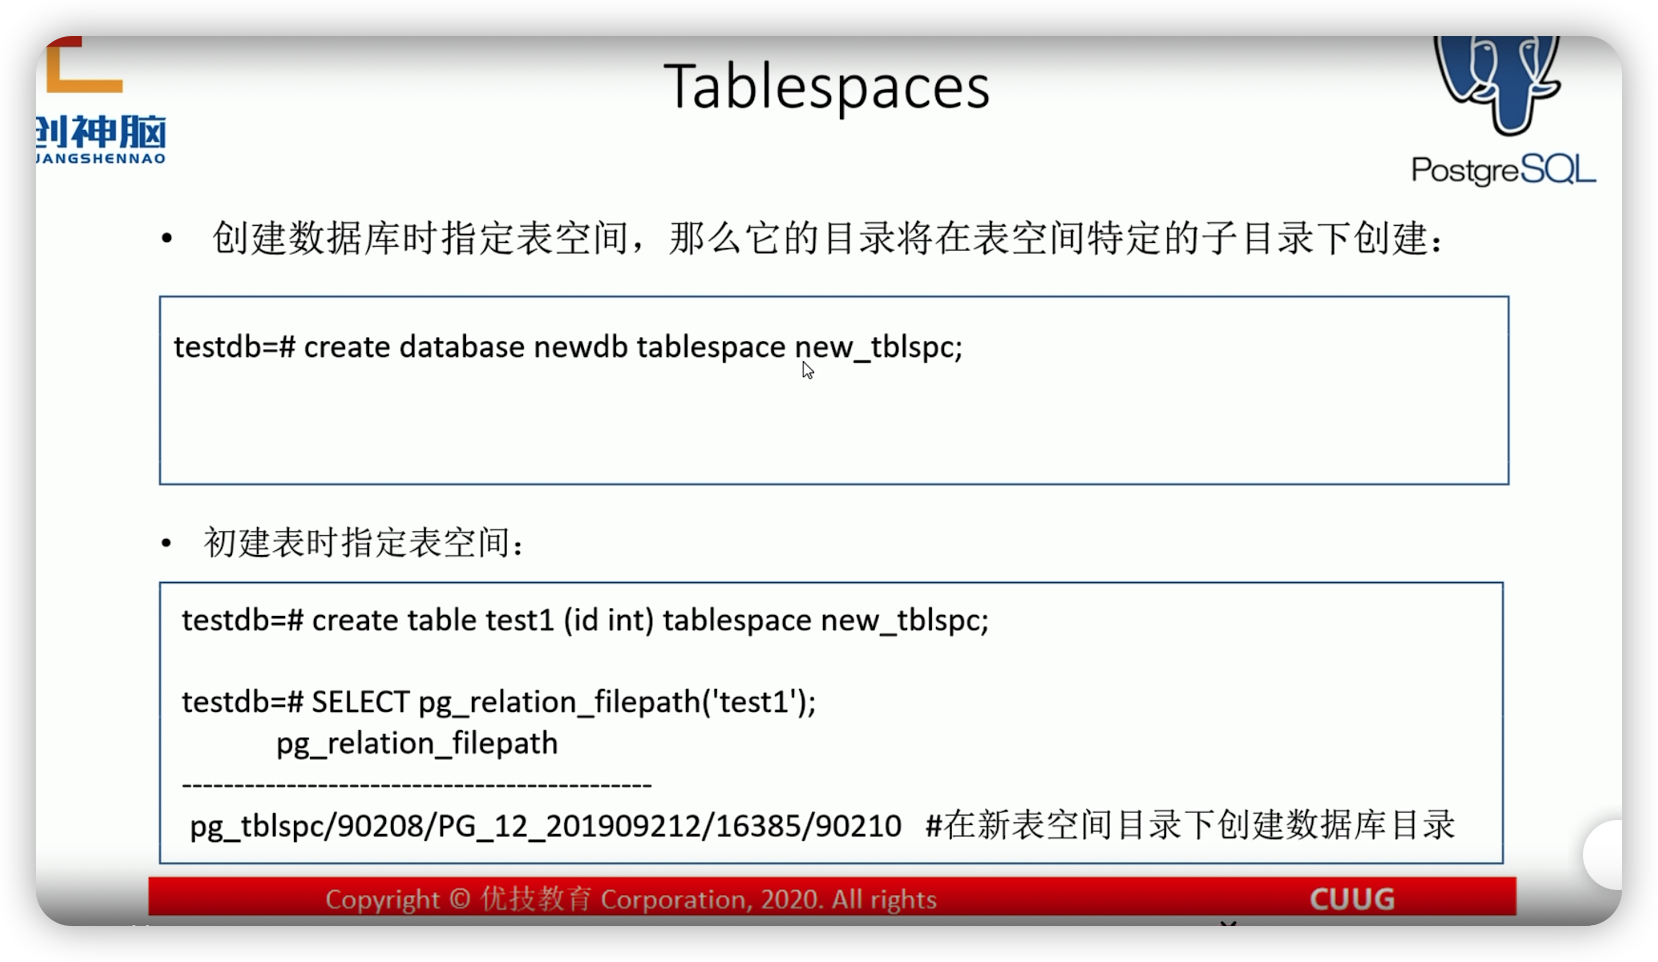 Tablespaces
创神脑
UANGSHENNAO
PostgreSQL
• 创建数据库时指定表空间，那么它的目录将在表空间特定的子目录下创建：
testdb=# create database newdb tablespace new_tblspc;
• 初建表时指定表空间：
testdb=# create table test1 (id int) tablespace new_tblspc;
testdb=# SELECT pg_relation_filepath('test1');
pg_relation_filepath
---------------------------------------------
pg_tblspc/90208/PG_12_201909212/16385/90210 #在新表空间目录下创建数据库目录
Copyright © 优技教育 Corporation, 2020. All rights
CUUG